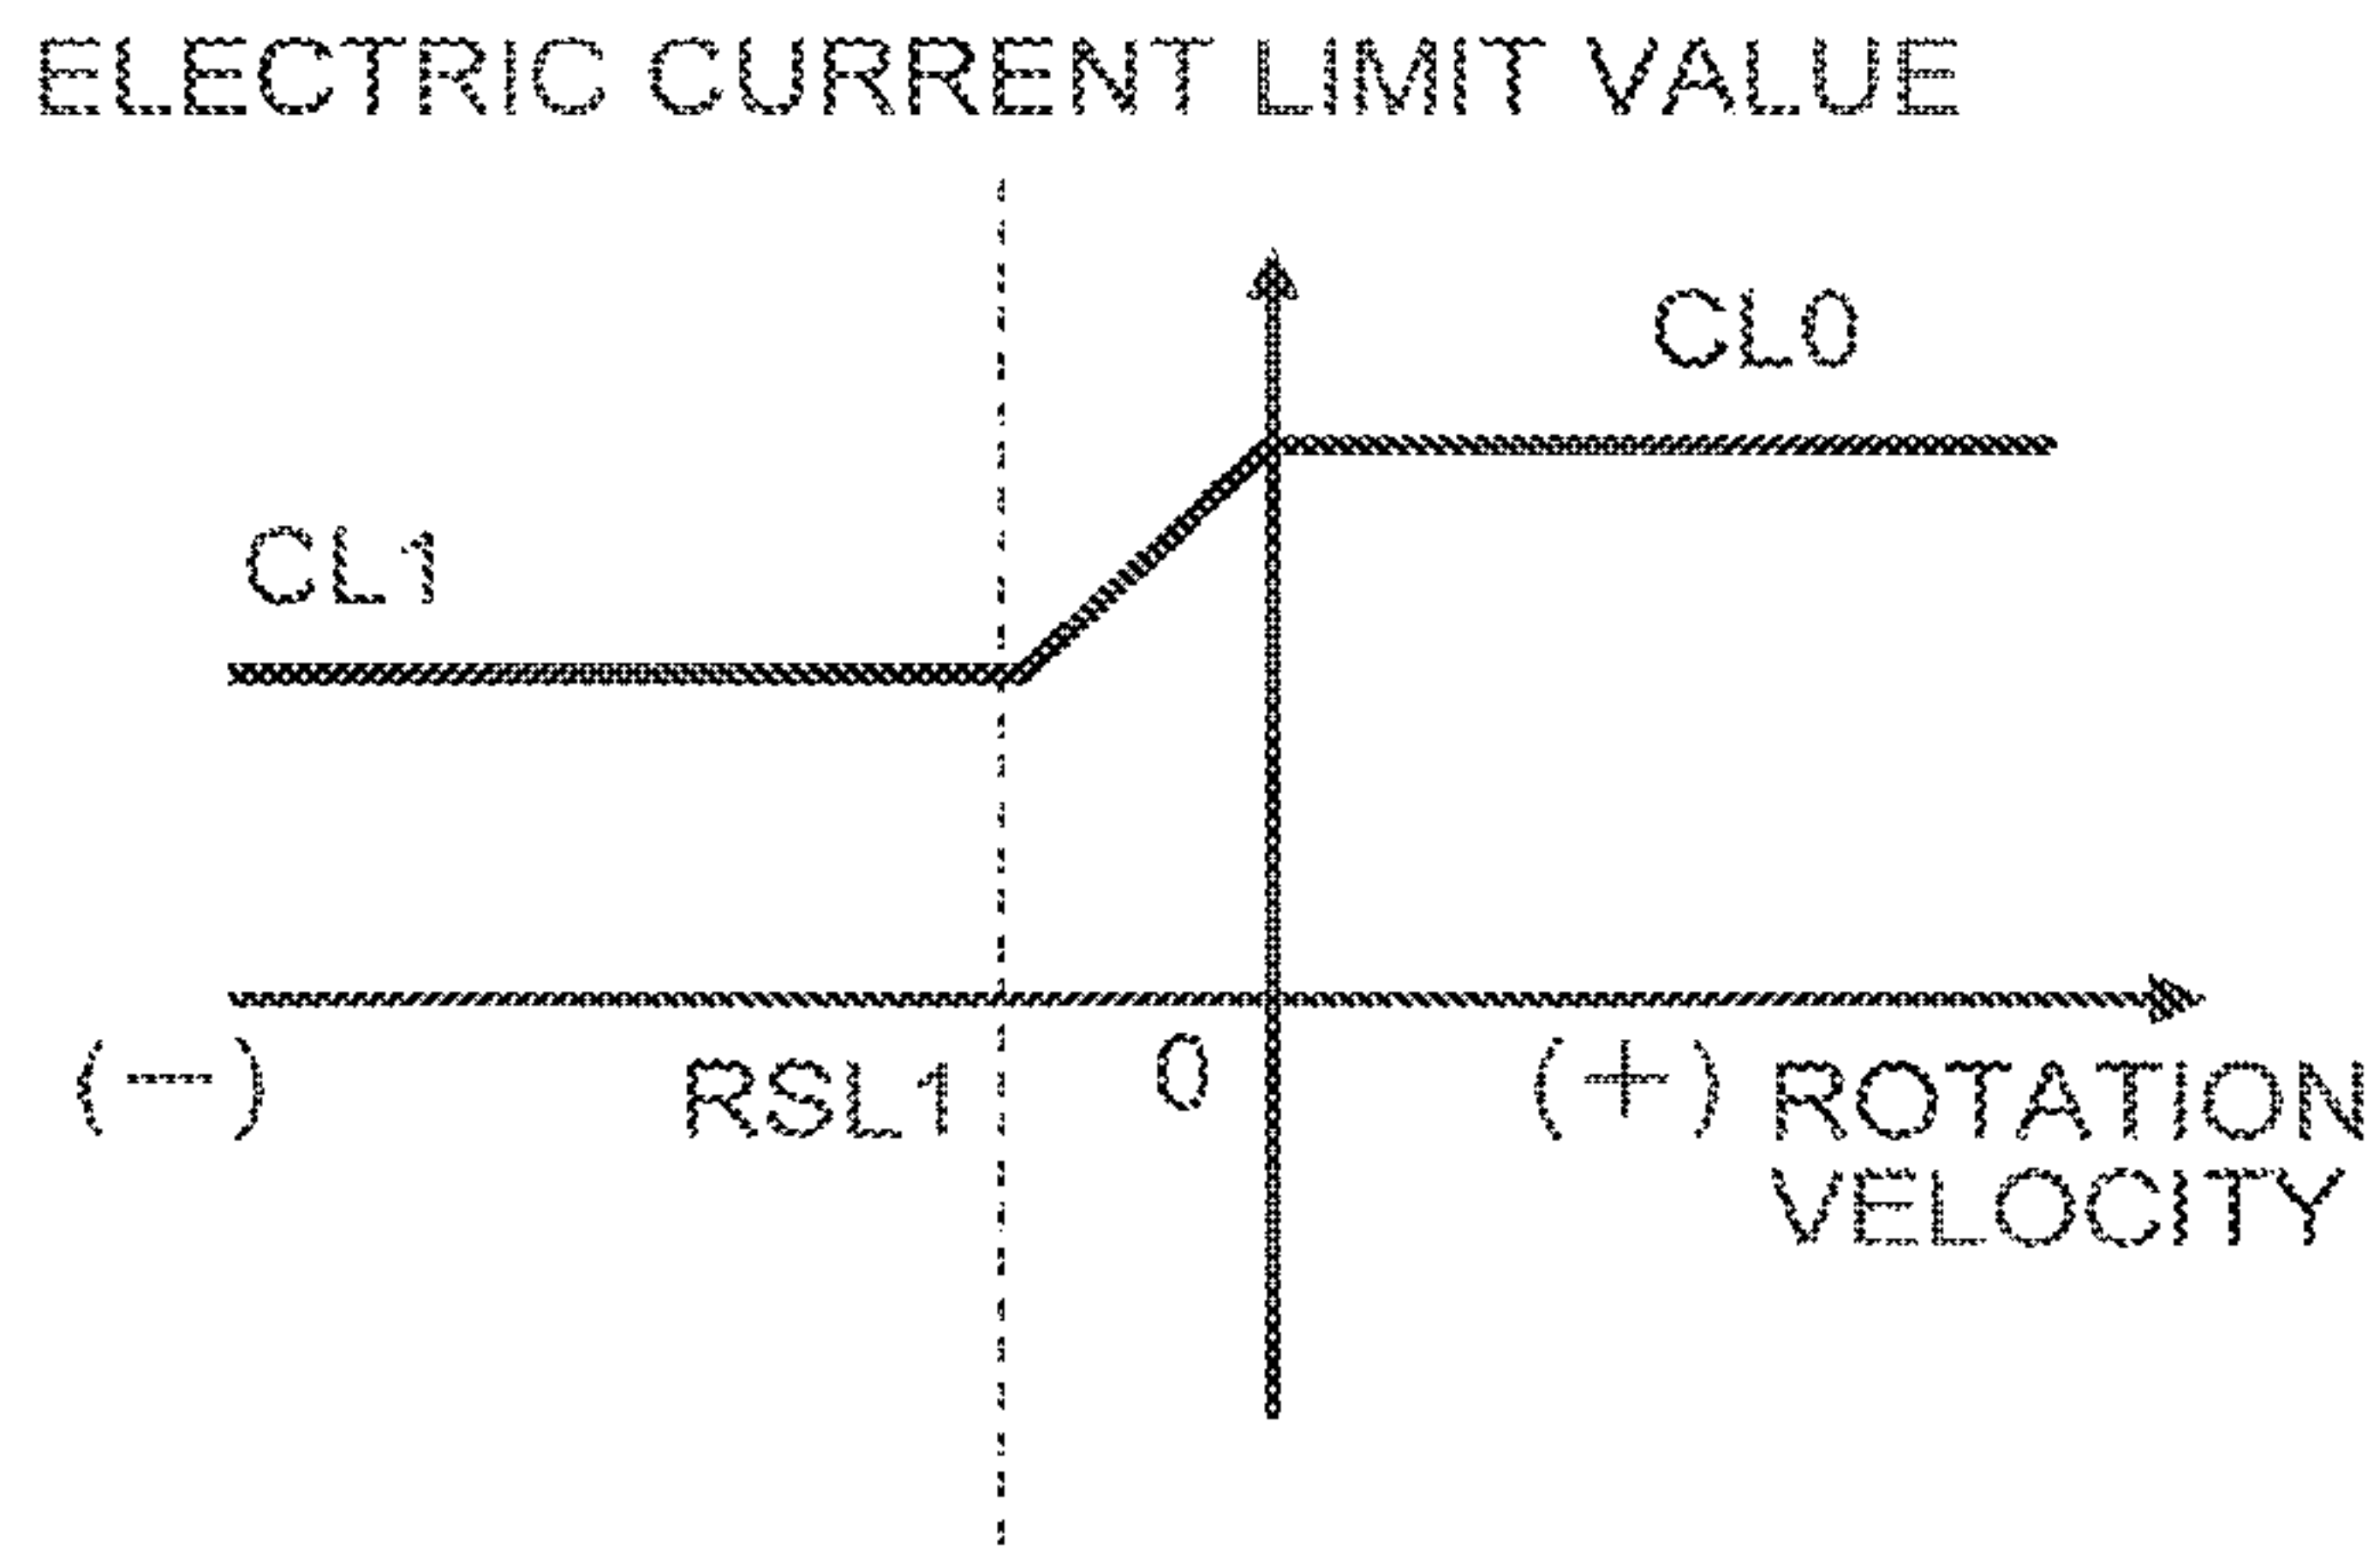 ELECTRIC CURRENT LIMIT VALUE
CL0
CL1
(−) RSL1 0 (+) ROTATION
VELOCITY